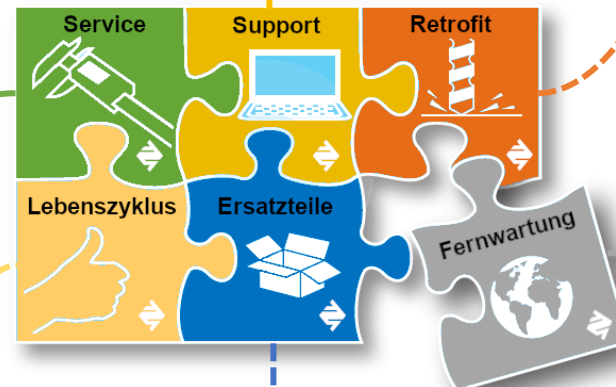 Service
Support
Retrofit
Lebenszyklus
Ersatzteile
Fernwartung